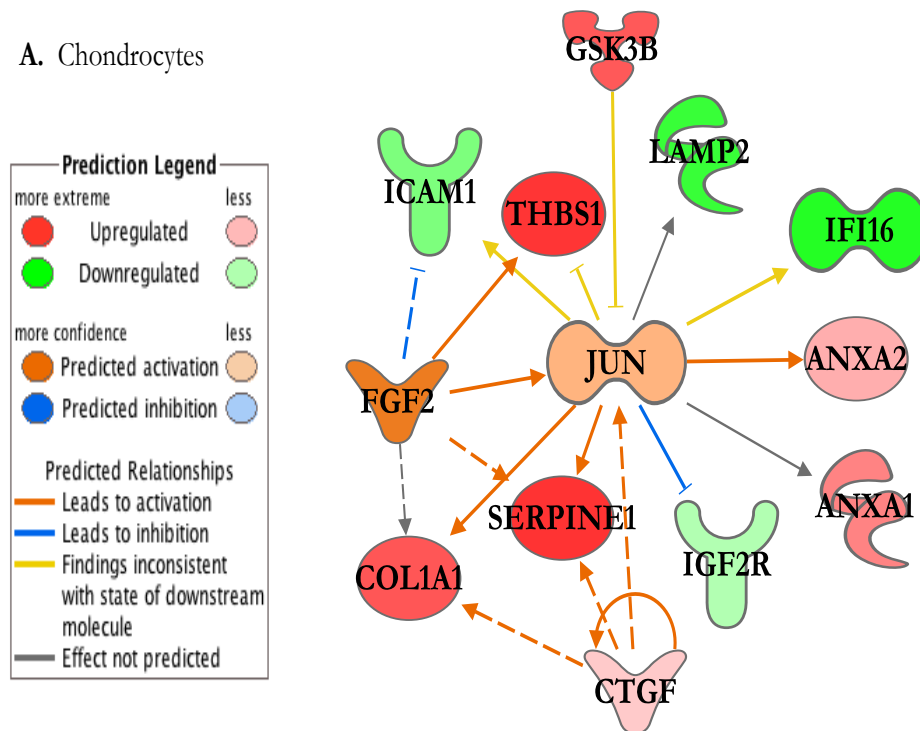 A. Chondrocytes
Prediction Legend
more extreme less
Upregulated
Downregulated
more confidence less
Predicted activation
Predicted inhibition
Predicted Relationships
Leads to activation
Leads to inhibition
Findings inconsistent
with state of downstream
molecule
Effect not predicted
GSK3B
LAMP2
ICAM1
THBS1
IFI16
JUN
ANXA2
FGF2
SERPINE1
ANXA1
IGF2R
COL1A1
CTGF